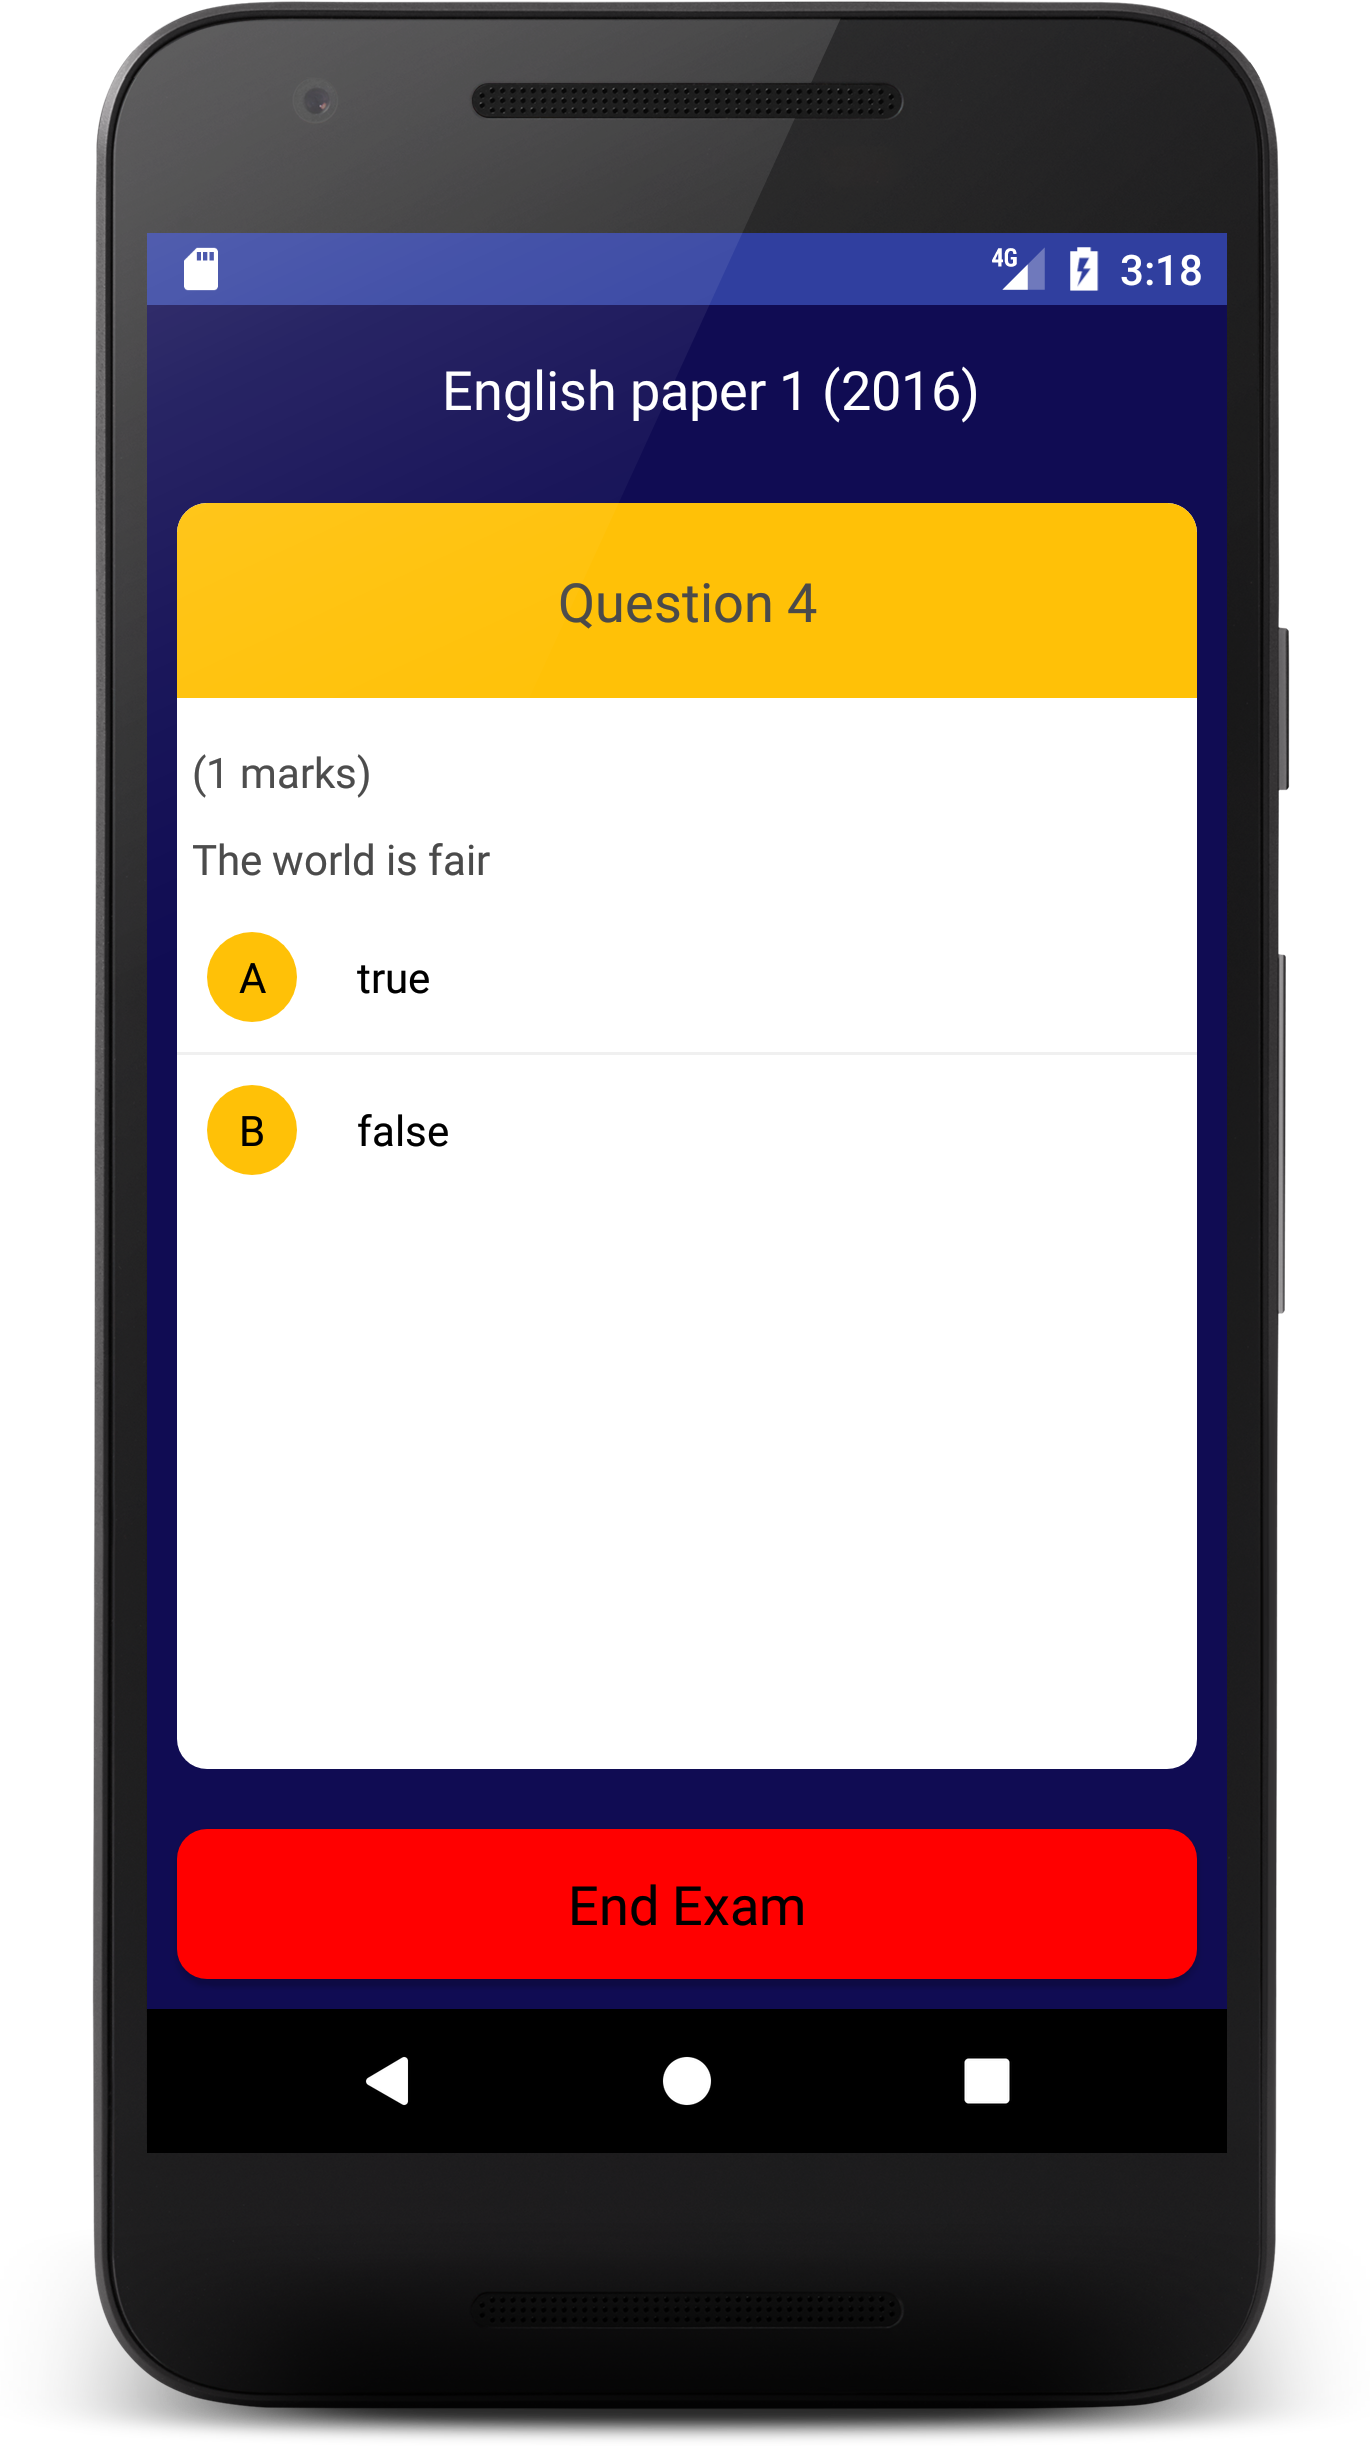 4G 3:18
English paper 1 (2016)
Question 4
(1 marks)
The world is fair
A true
B false
End Exam